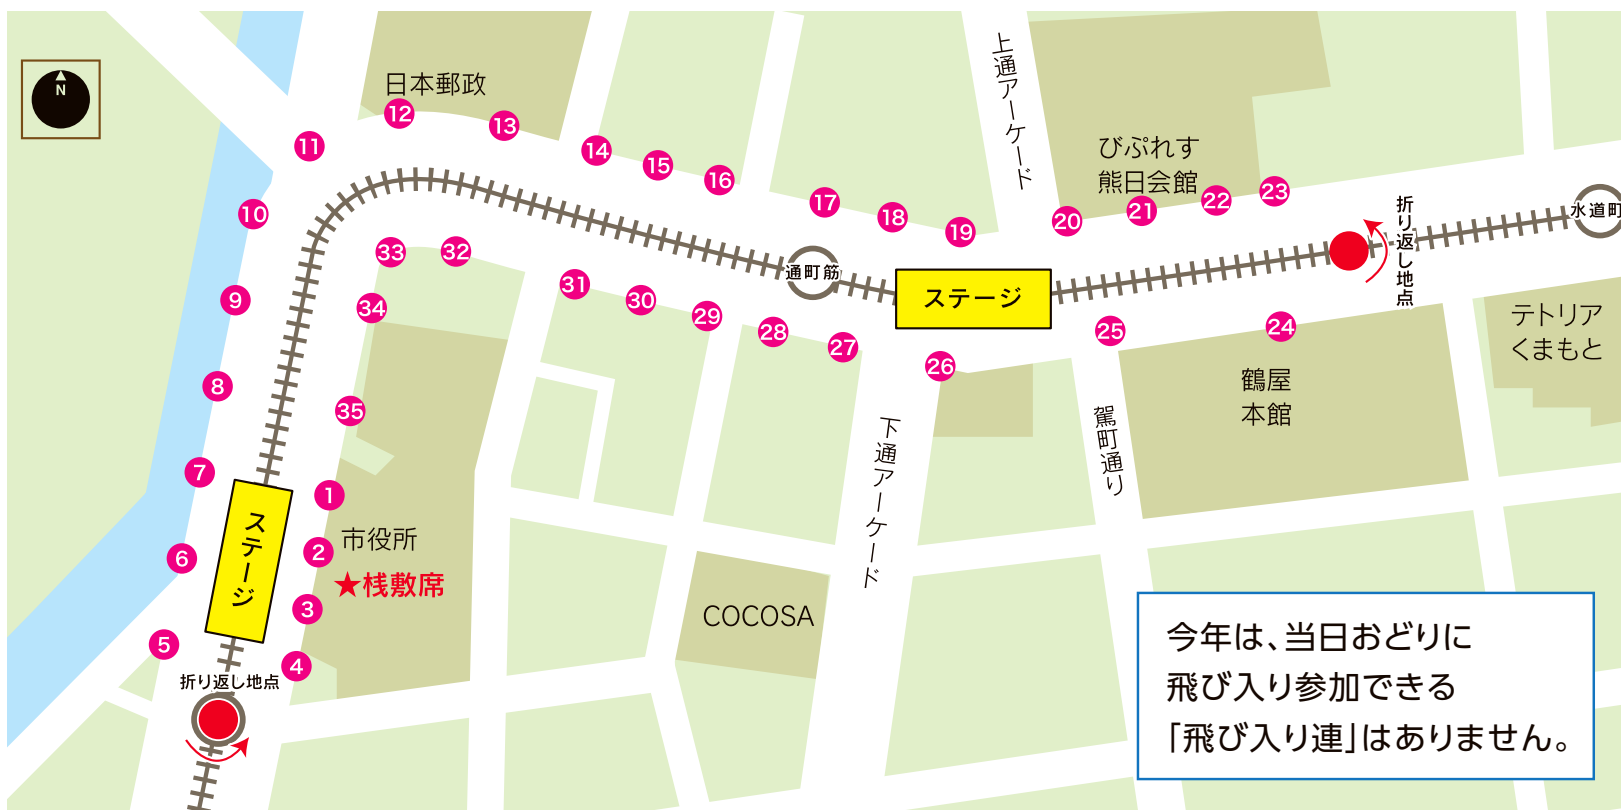 N
日本郵政
12
13
11
14
15
16
10
17
18
19
上通アーケード
びぷれす
熊日会館
20
21
22
23
折り返し地点
水道町
33
32
通町筋
ステージ
9
34
31
30
29
28
27
26
25
24
テトリア
くまもと
8
35
鶴屋
本館
下通アーケード
駕町通り
7
1
ステージ
市役所
2
★桟敷席
6
3
5
4
折り返し地点
COCOSA
今年は、当日おどりに
飛び入り参加できる
「飛び入り連」はありません。